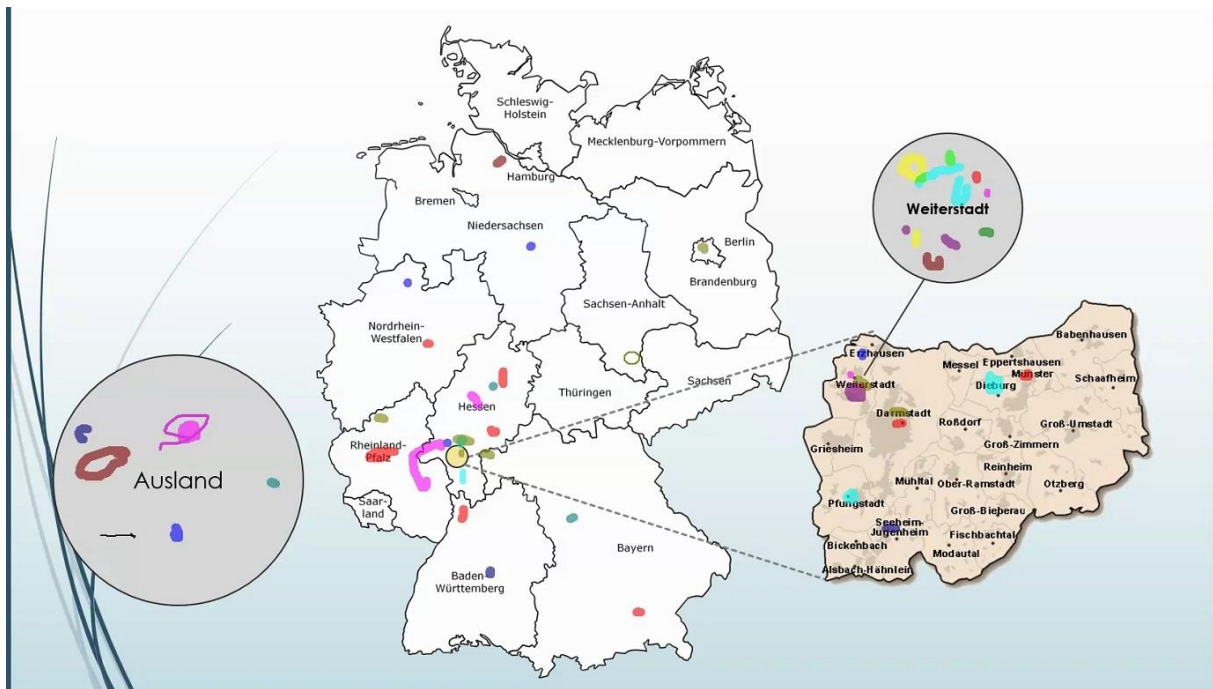 Schleswig-
Holstein
Mecklenburg-Vorpommern
Hamburg
Bremen
Niedersachsen
Berlin
Brandenburg
Sachsen-Anhalt
Nordrhein-
Westfalen
Thüringen
Sachsen
Hessen
Rheinland-
Pfalz
Saar-
land
Bayern
Baden-
Württemberg
Ausland
Weiterstadt
Babenhausen
Erzhausen
Eppertshausen
Messel
Münster
Schaafheim
Weiterstadt
Dieburg
Darmstadt
Roßdorf
Groß-Umstadt
Griesheim
Groß-Zimmern
Reinheim
Mühltal
Ober-Ramstadt
Otzberg
Pfungstadt
Groß-Bieberau
Seeheim-
Jugenheim
Fischbachtal
Bickenbach
Modautal
Alsbach-Hähnlein